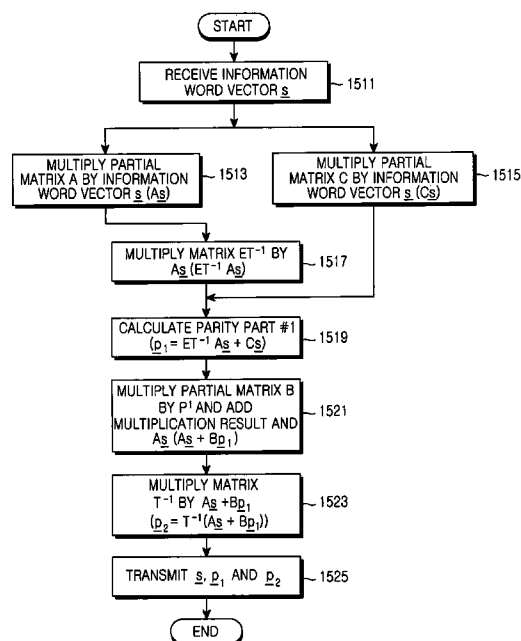 START
RECEIVE INFORMATION
WORD VECTOR s
1511
MULTIPLY PARTIAL
MATRIX A BY INFORMATION
WORD VECTOR s (As)
1513
MULTIPLY PARTIAL
MATRIX C BY INFORMATION
WORD VECTOR s (Cs)
1515
MULTIPLY MATRIX ET⁻¹ BY
As (ET⁻¹ As)
1517
CALCULATE PARITY PART #1
(p₁ = ET⁻¹ As + Cs)
1519
MULTIPLY PARTIAL MATRIX B
BY P¹ AND ADD
MULTIPLICATION RESULT AND
As (As + Bp₁)
1521
MULTIPLY MATRIX
T⁻¹ BY As +Bp₁
(p₂ = T⁻¹(As + Bp₁))
1523
TRANSMIT s, p₁ AND p₂
1525
END